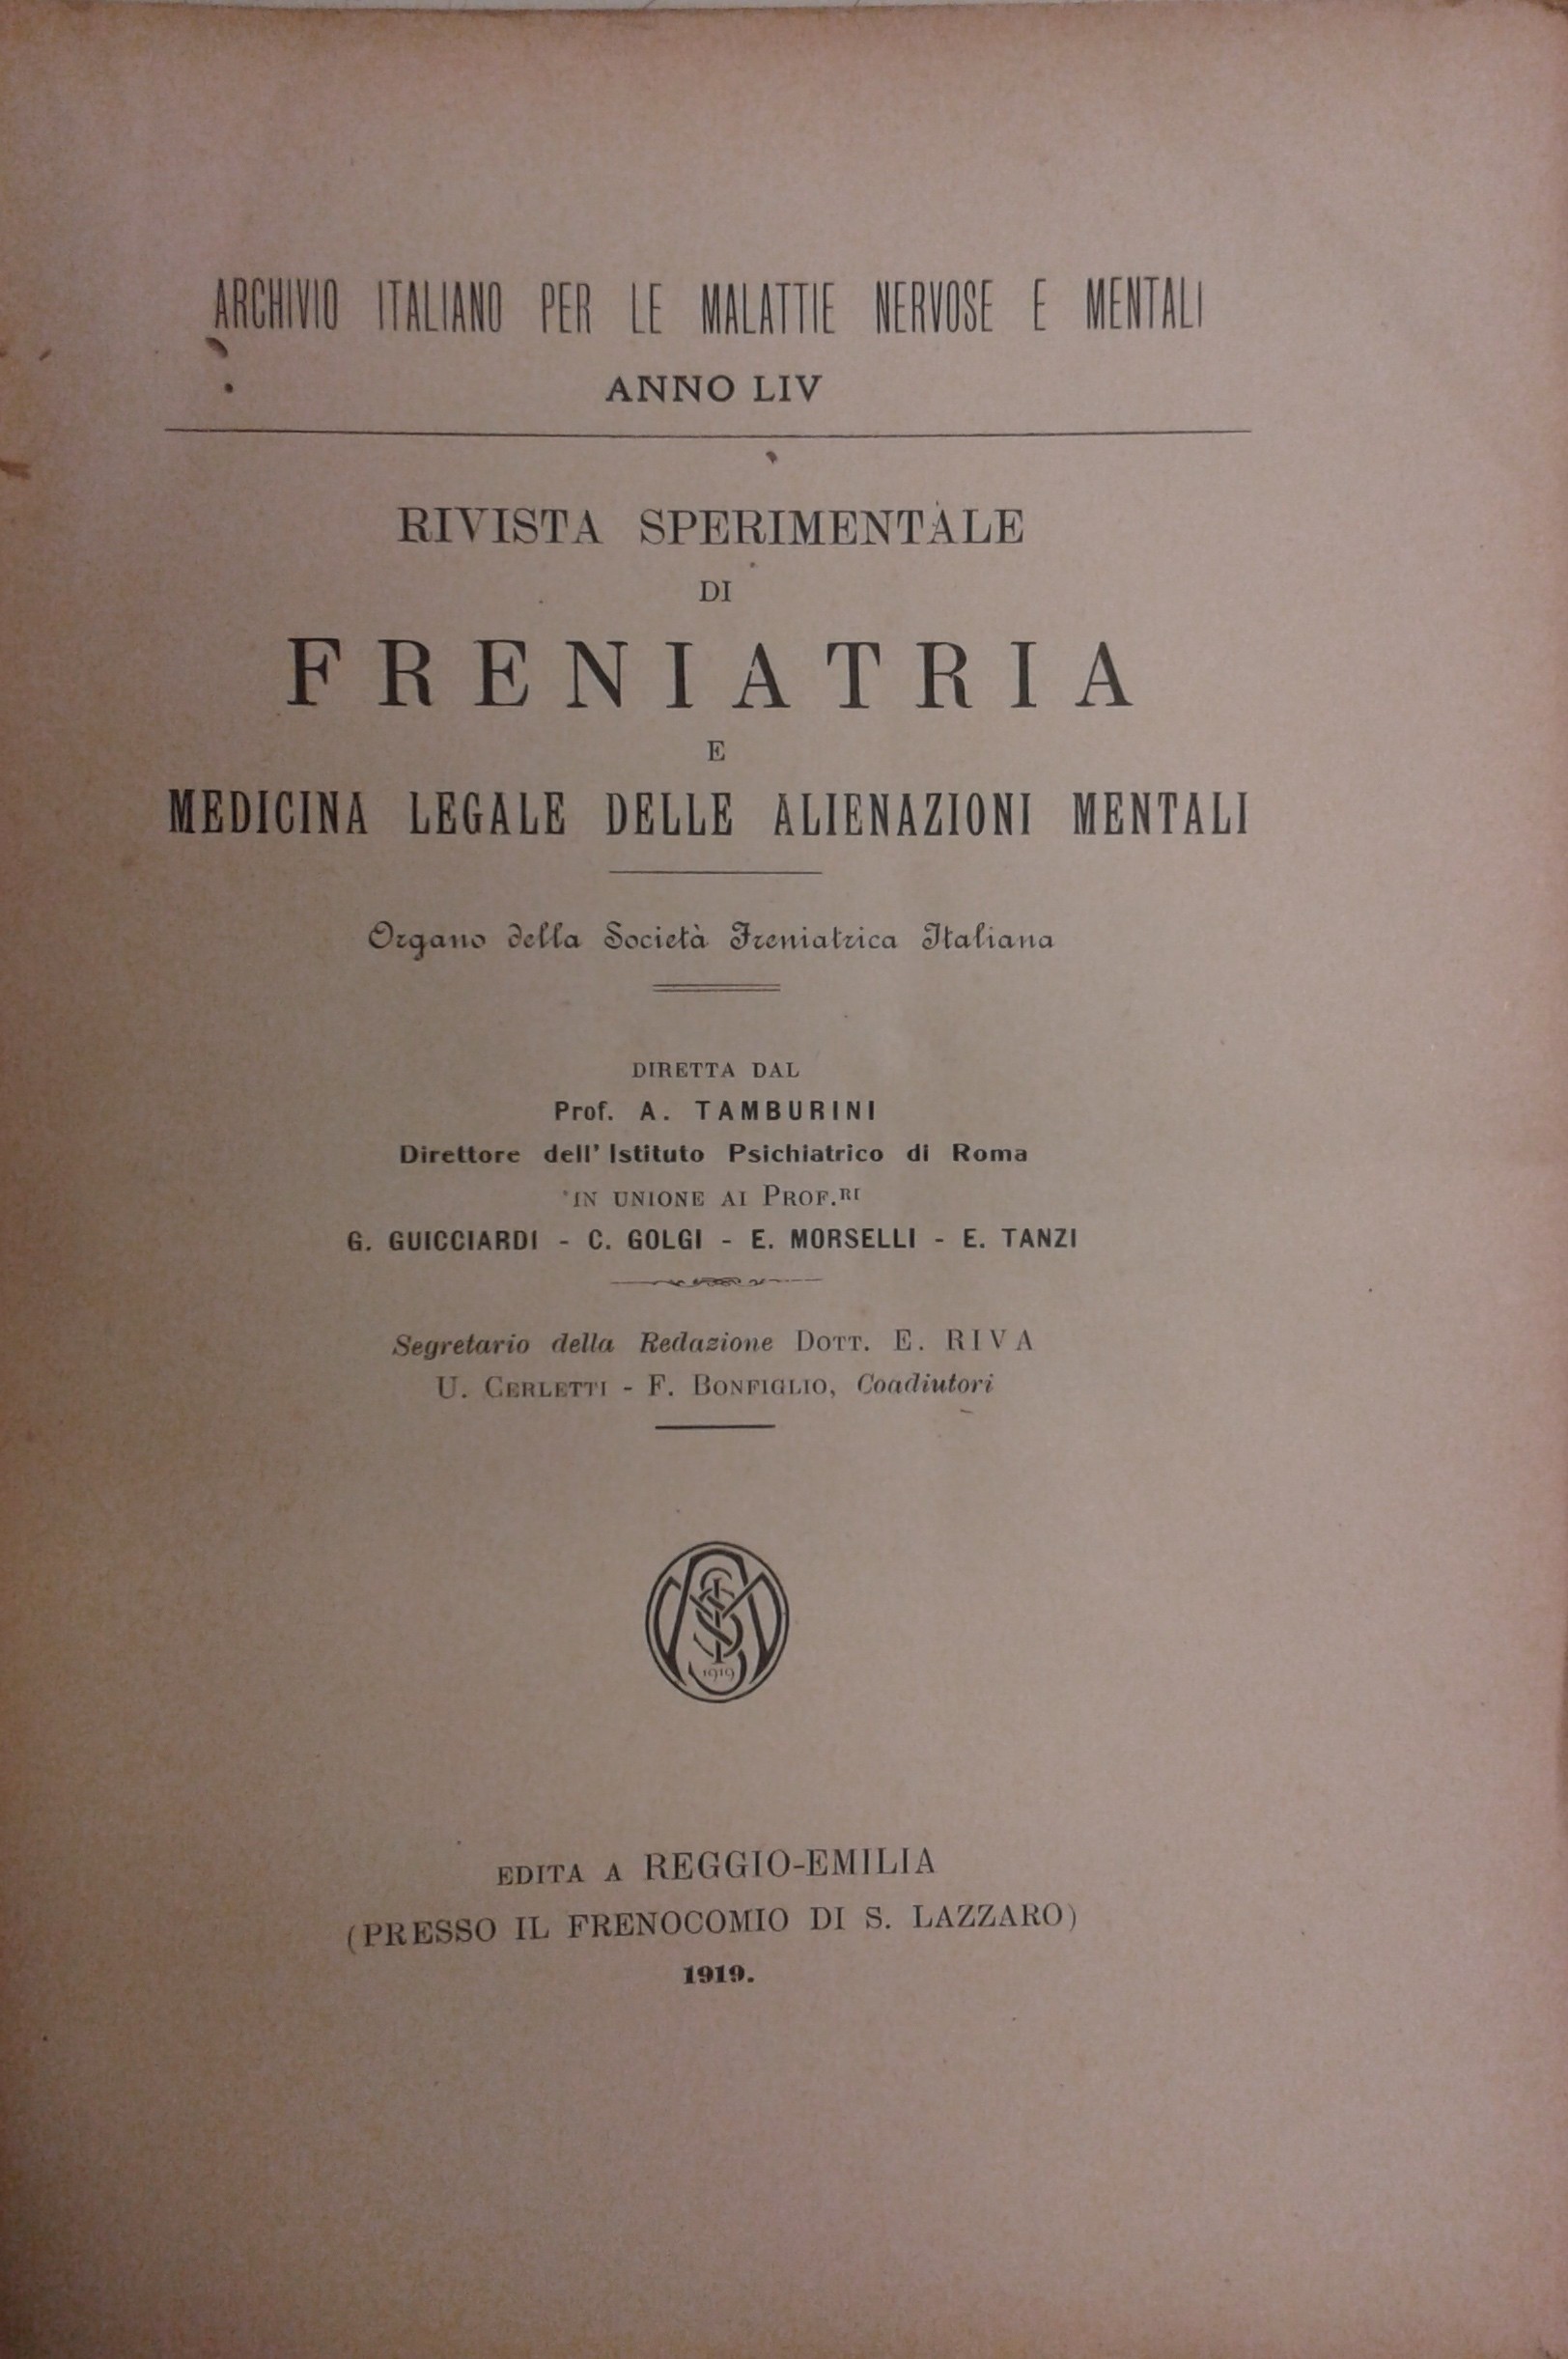 ARCHIVIO ITALIANO PER LE MALATTIE NERVOSE E MENTALI
ANNO LIV
RIVISTA SPERIMENTALE
DI
FRENIATRIA
E
MEDICINA LEGALE DELLE ALIENAZIONI MENTALI
Organo della Società Freniatrica Italiana
DIRETTA DAL
Prof. A. TAMBURINI
Direttore dell' Istituto Psichiatrico di Roma
IN UNIONE AI PROF.RI
G. GUICCIARDI - C. GOLGI - E. MORSELLI - E. TANZI
Segretario della Redazione DOTT. E. RIVA
U. CERLETTI - F. BONFIGLIO, Coadiutori
1919
EDITA A REGGIO-EMILIA
(PRESSO IL FRENOCOMIO DI S. LAZZARO)
1919.